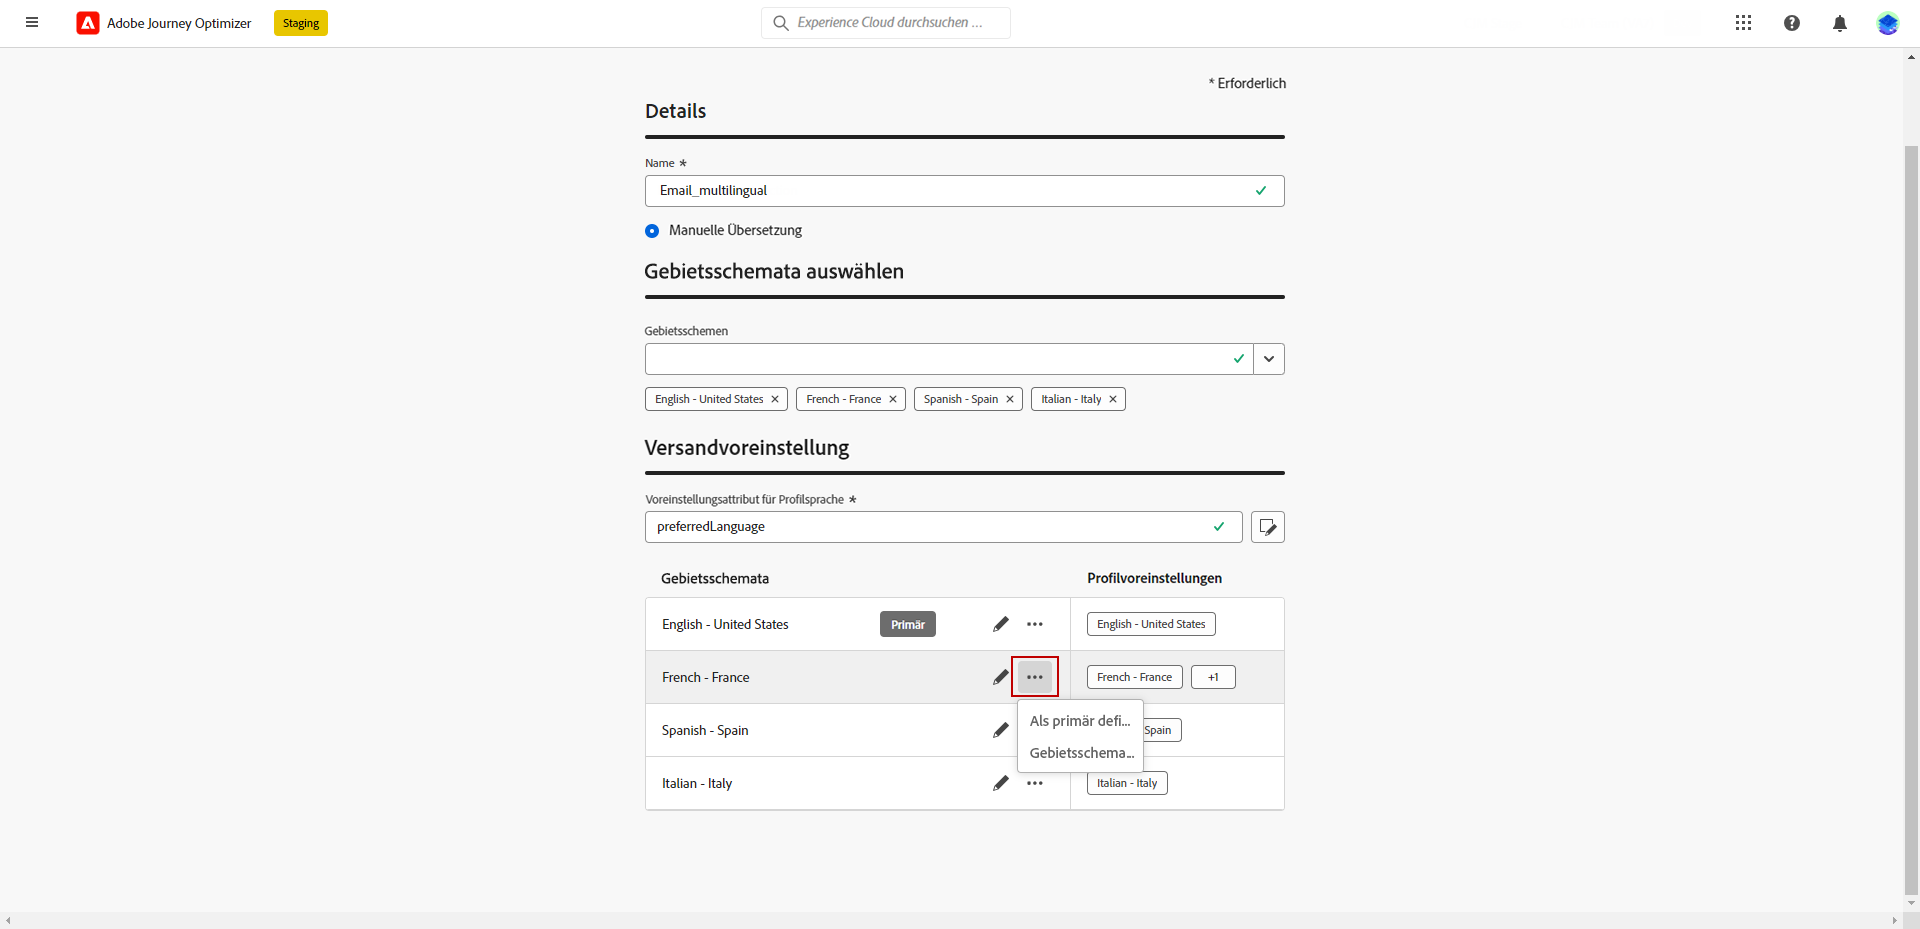 Adobe Journey Optimizer
Staging
Experience Cloud durchsuchen ...
* Erforderlich
Details
Name *
Email_multilingual
Manuelle Übersetzung
Gebietsschemata auswählen
Gebietsschemen
English - United States ×
French - France ×
Spanish - Spain ×
Italian - Italy ×
Versandvoreinstellung
Voreinstellungsattribut für Profilsprache *
preferredLanguage
Gebietsschemata
Profilvoreinstellungen
English - United States
Primär
English - United States
French - France
French - France
+1
Als primär defi...
Spanish - Spain
Spain
Gebietsschema...
Italian - Italy
Italian - Italy